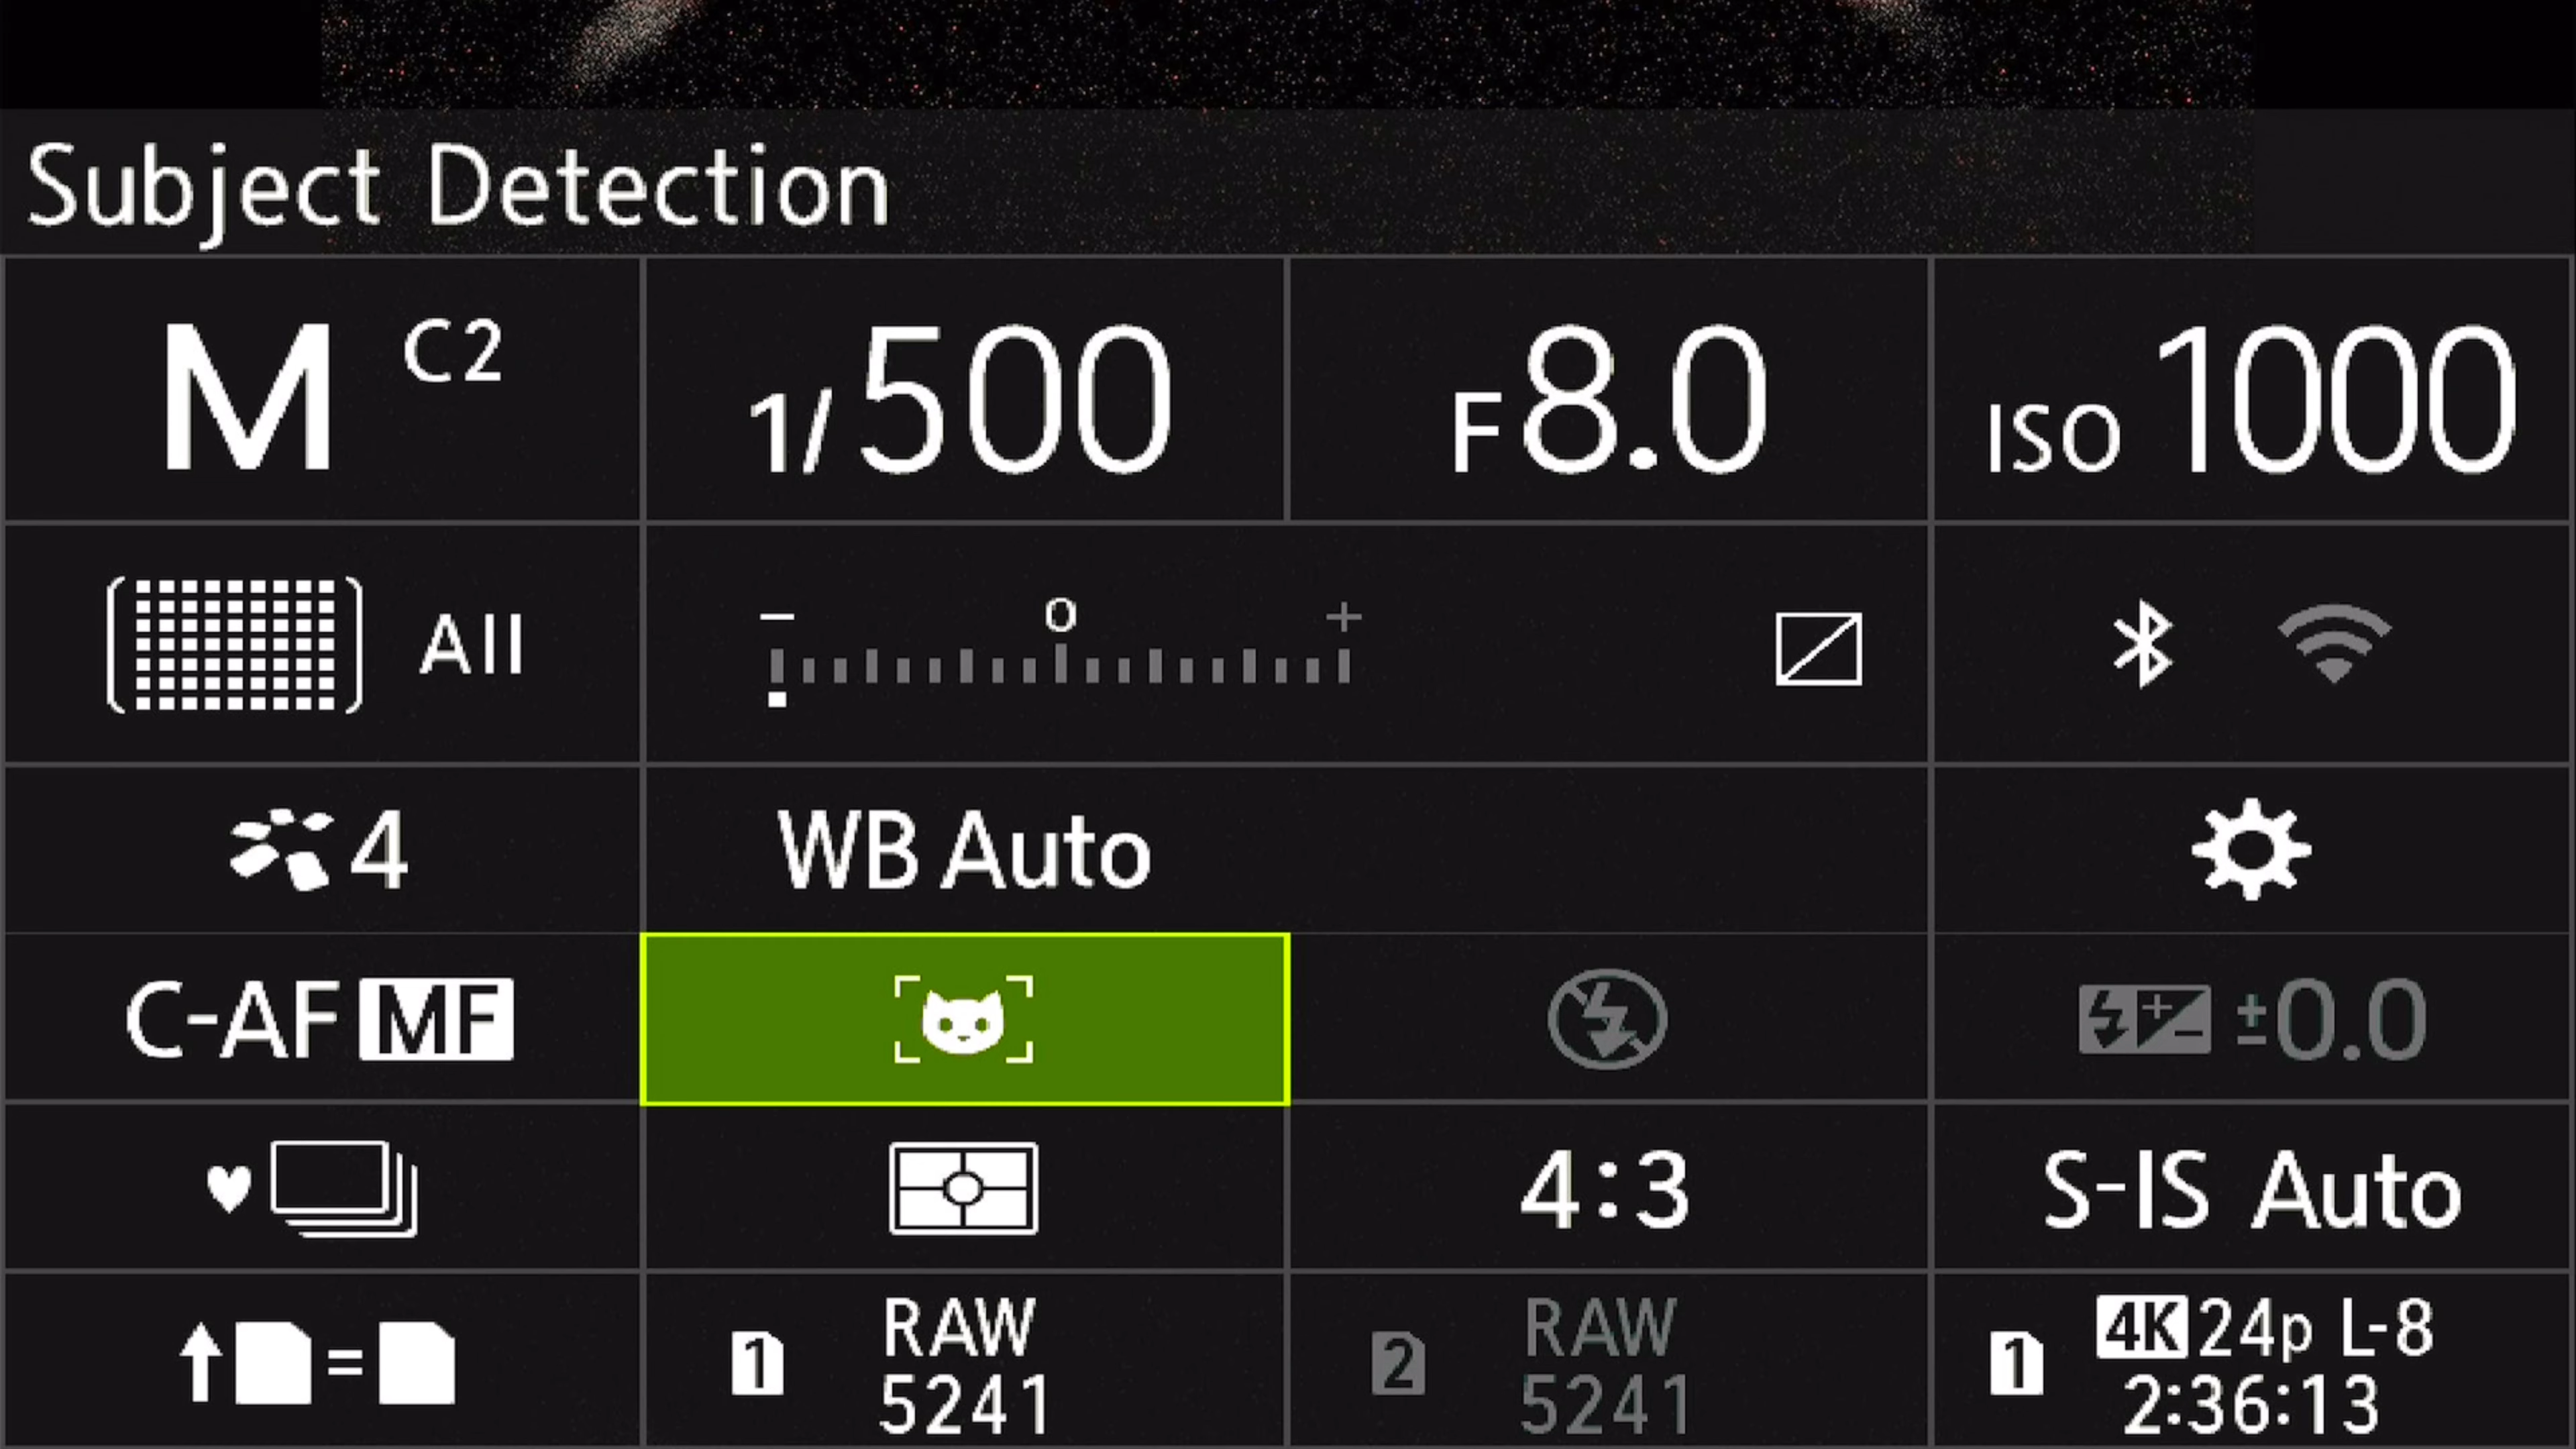 Subject Detection
M C2 1/500 F8.0 ISO 1000
All − 0 +
4 WB Auto
C-AF MF ±0.0
4:3 S-IS Auto
1 RAW 5241
2 RAW 5241
1 4K 24p L-8 2:36:13